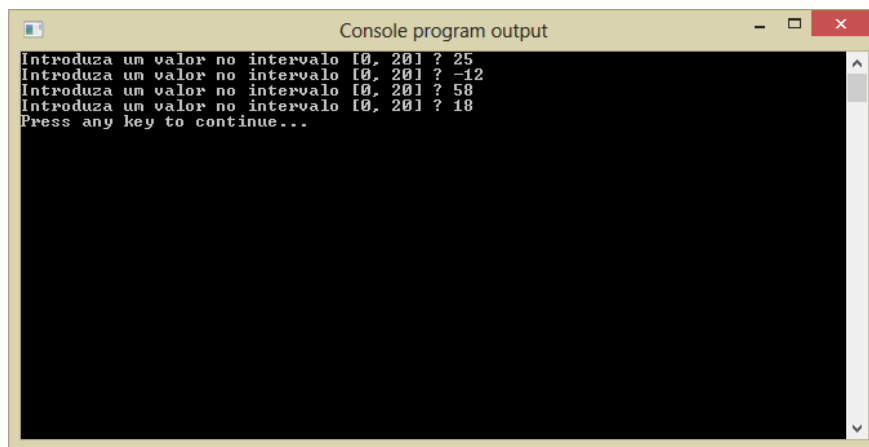 Console program output
Introduza um valor no intervalo [0, 20] ? 25
Introduza um valor no intervalo [0, 20] ? -12
Introduza um valor no intervalo [0, 20] ? 58
Introduza um valor no intervalo [0, 20] ? 18
Press any key to continue...